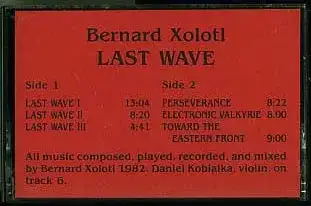 Bernard Xolotl
LAST WAVE
Side 1 Side 2
LAST WAVE I 13:04 PERSEVERANCE 8:22
LAST WAVE II 8:20 ELECTRONIC VALKYRIE 8:00
LAST WAVE III 4:41 TOWARD THE
EASTERN FRONT 9:00
All music composed, played, recorded, and mixed
by Bernard Xolotl 1982. Daniel Kobialka, violin, on
track 6.